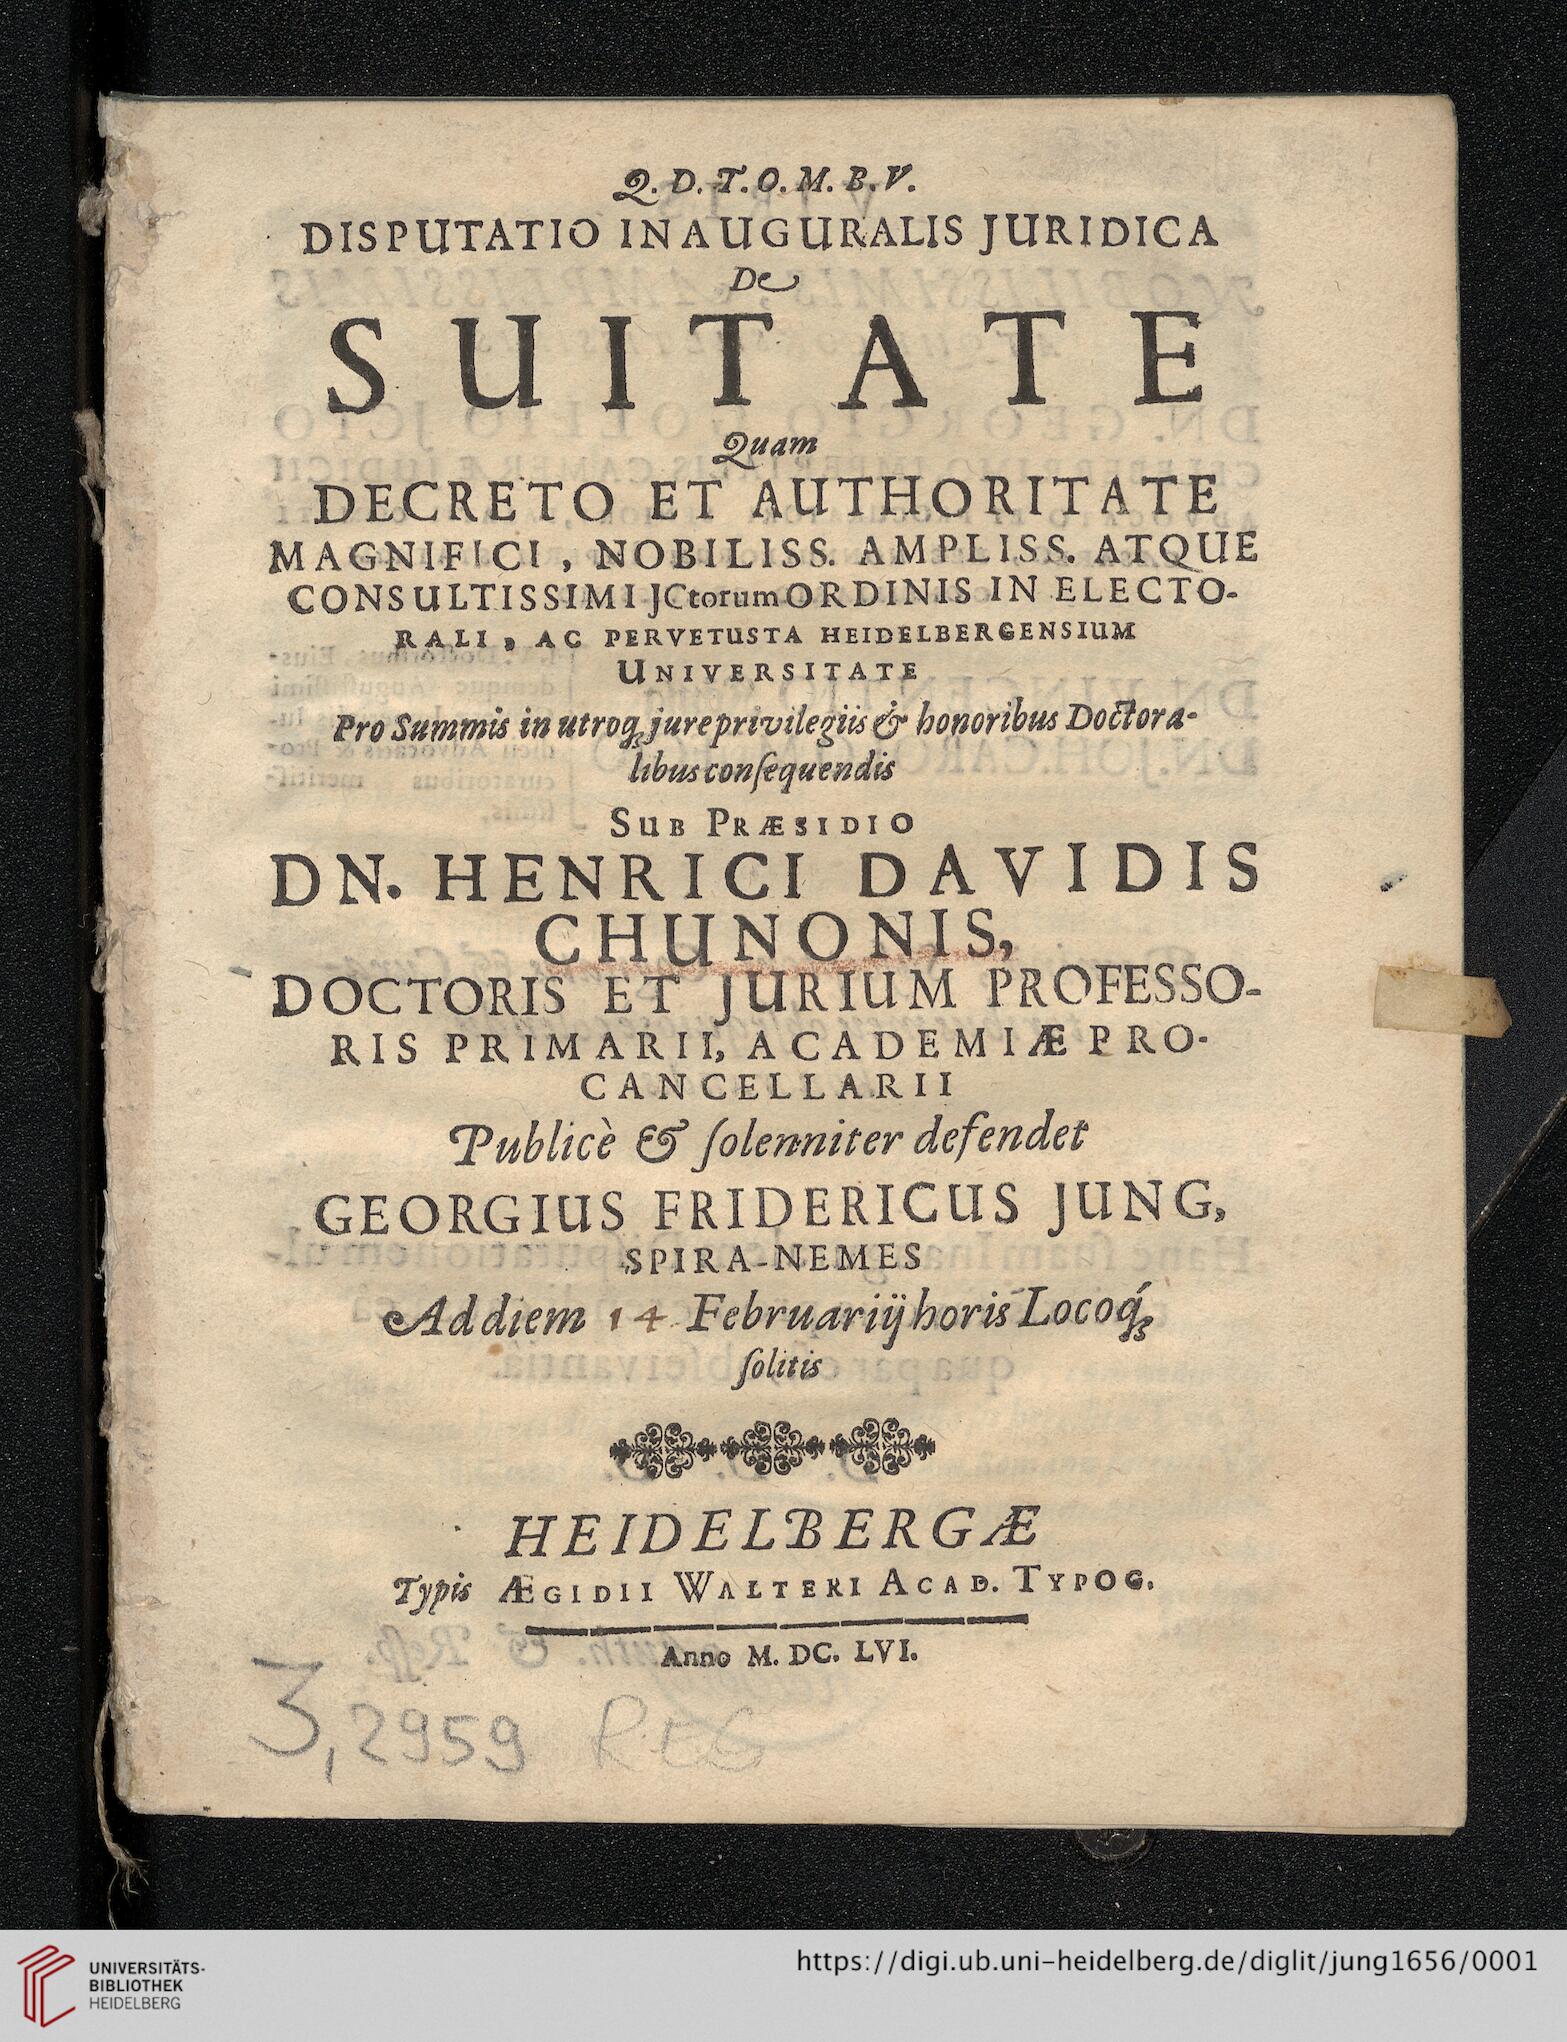 Q. D. T. O. M. B. V.
DISPUTATIO INAUGURALIS JURIDICA
De
SUITATE
Quam
DECRETO ET AUTHORITATE
MAGNIFICI, NOBILISS. AMPLISS. ATQUE
CONSULTISSIMI JCtorum ORDINIS IN ELECTO-
RALI, AC PERVETUSTA HEIDELBERGENSIUM
UNIVERSITATE
Pro Summis in utroq; jure privilegiis & honoribus Doctora-
libus conſequendis
SUB PRÆSIDIO
DN. HENRICI DAVIDIS
CHUNONIS,
DOCTORIS ET JURIUM PROFESSO-
RIS PRIMARII, ACADEMIÆ PRO-
CANCELLARII
Publicè & ſolenniter defendet
GEORGIUS FRIDERICUS JUNG,
SPIRA-NEMES
Ad diem 14 Februarij horis Locoq́;
ſolitis
HEIDELBERGÆ
Typis ÆGIDII WALTERI ACAD. TYPOG.
Anno M. DC. LVI.
3,2959
UNIVERSITÄTS-
BIBLIOTHEK
HEIDELBERG
https://digi.ub.uni-heidelberg.de/diglit/jung1656/0001